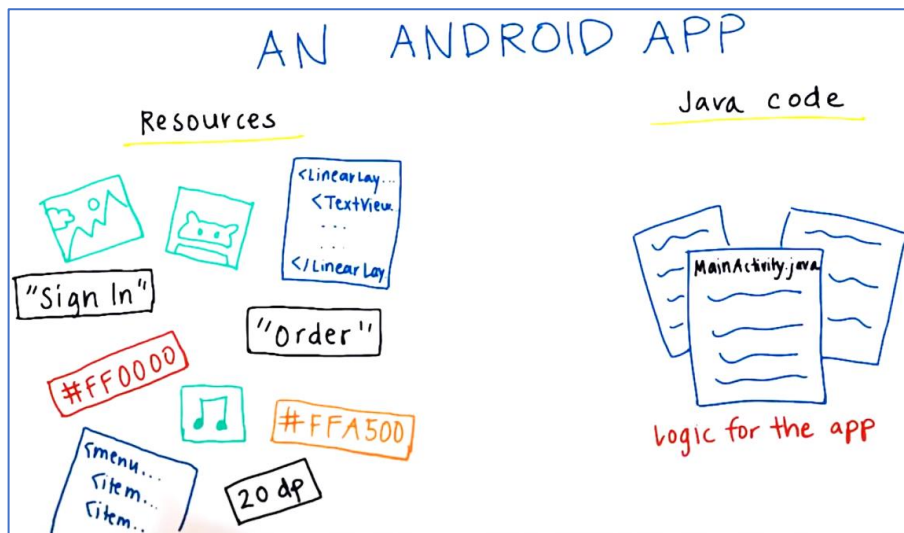 AN ANDROID APP
Resources
Java code
<LinearLay...
<TextView
...
...
</LinearLay
"Sign In"
"Order"
#FF0000
#FFA500
<menu...
<item...
<item...
20 dp
MainActivity.java
Logic for the app